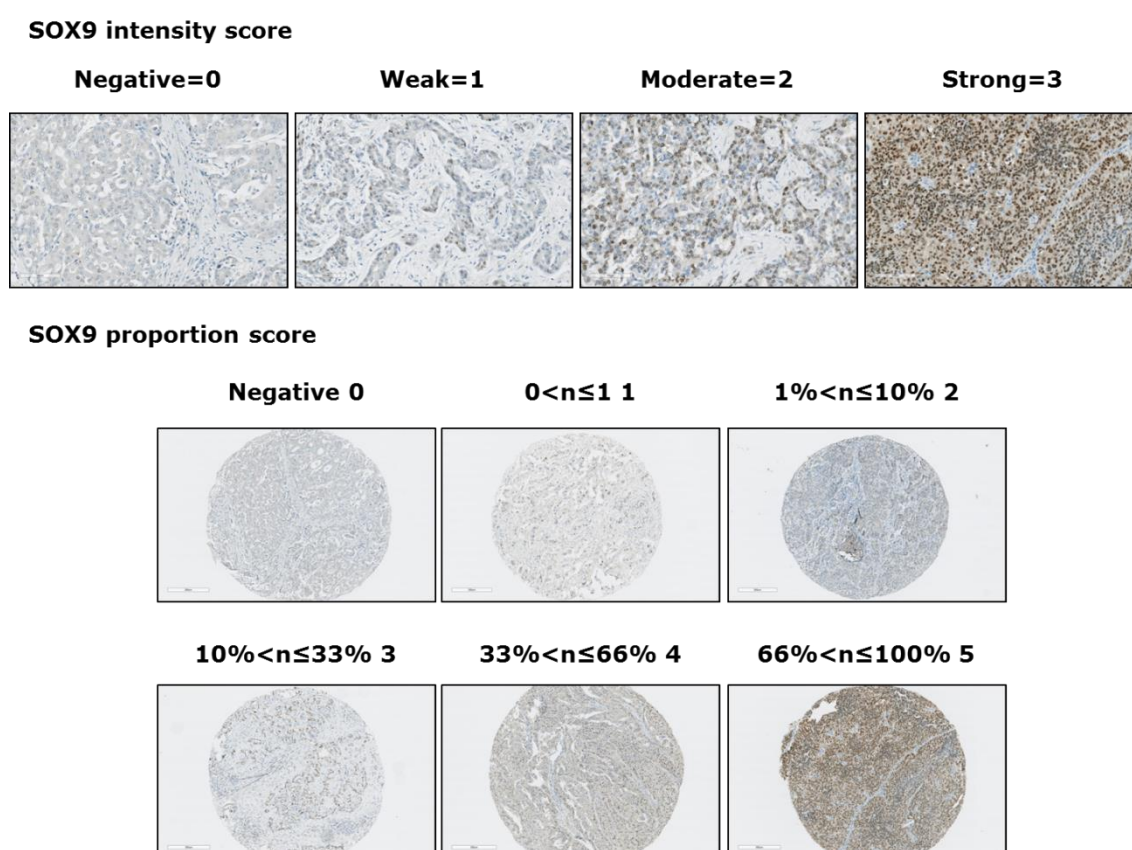 SOX9 intensity score
Negative=0 Weak=1 Moderate=2 Strong=3
SOX9 proportion score
Negative 0 0<n≤1 1 1%<n≤10% 2
10%<n≤33% 3 33%<n≤66% 4 66%<n≤100% 5